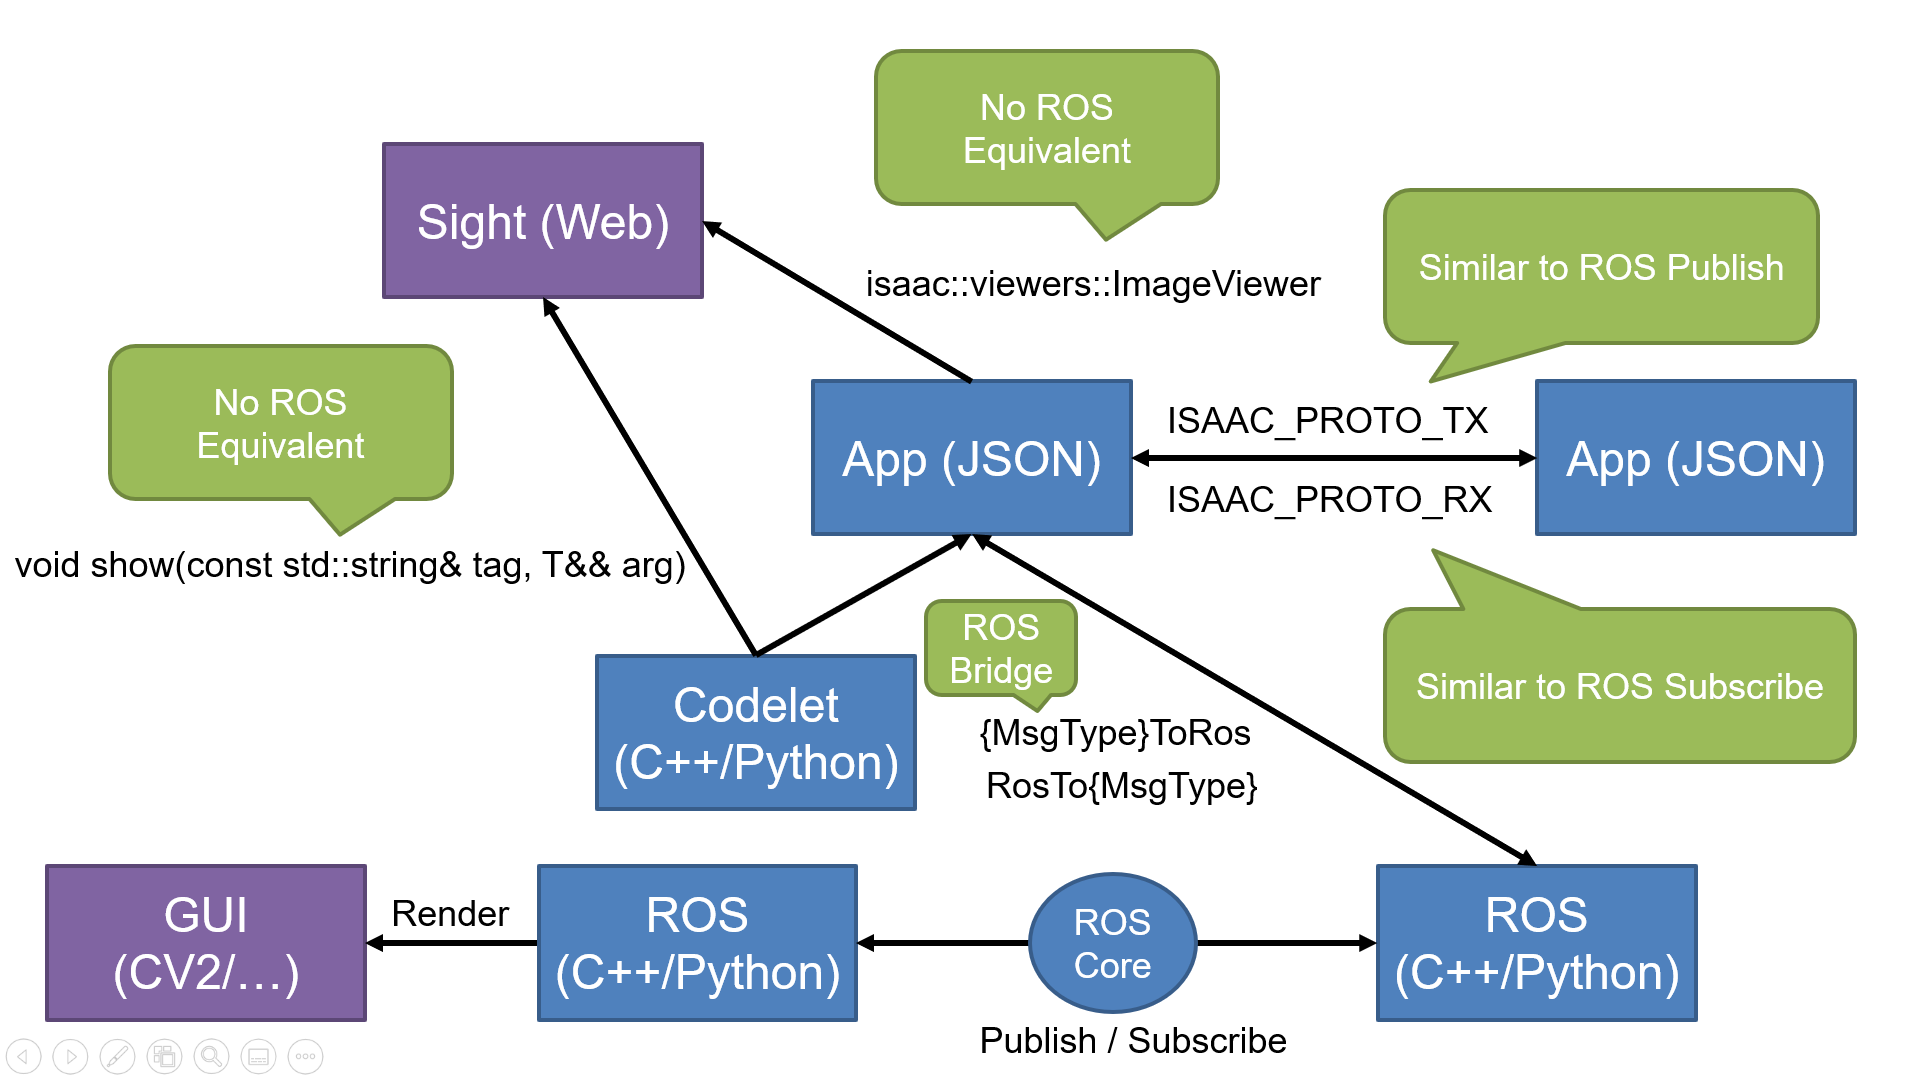 No ROS
Equivalent
Sight (Web)
isaac::viewers::ImageViewer
Similar to ROS Publish
No ROS
Equivalent
void show(const std::string& tag, T&& arg)
App (JSON)
ISAAC_PROTO_TX
ISAAC_PROTO_RX
App (JSON)
ROS
Bridge
Codelet
(C++/Python)
{MsgType}ToRos
RosTo{MsgType}
Similar to ROS Subscribe
GUI
(CV2/…)
Render
ROS
(C++/Python)
ROS
Core
Publish / Subscribe
ROS
(C++/Python)